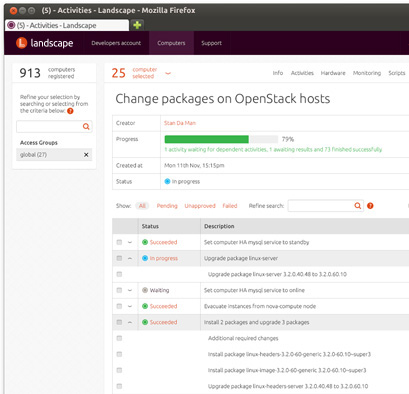 (5) - Activities - Landscape - Mozilla Firefox
(5) - Activities - Landscape
landscape
Developers account
Computers
Support
913 computers registered
25 computer selected
Info Activities Hardware Monitoring Scripts
Refine your selection by
searching or selecting from
the criteria below:
Access Groups
global (27)
Change packages on OpenStack hosts
Creator Stan Da Man
Progress 79%
1 activity waiting for dependent activities, 1 awaiting results and 73 finished successfully.
Created at Mon 11th Nov, 15:15pm
Status In progress
Show: All Pending Unapproved Failed Refine search:
Status Description
Succeeded Set computer HA mysql service to standby
In progress Upgrade package linux-server
Upgrade package linux-server 3.2.0.40.48 to 3.2.0.60.10
Waiting Set computer HA mysql service to online
Succeeded Evacuate instances from nova-compute node
Succeeded Install 2 packages and upgrade 3 packages
Additional required changes
Install package linux-headers-3.2.0-60-generic 3.2.0-60.10~super3
Install package linux-image-3.2.0-60-generic 3.2.0-60.10~super3
Upgrade package linux-headers-server 3.2.0.40.48 to 3.2.0.60.10